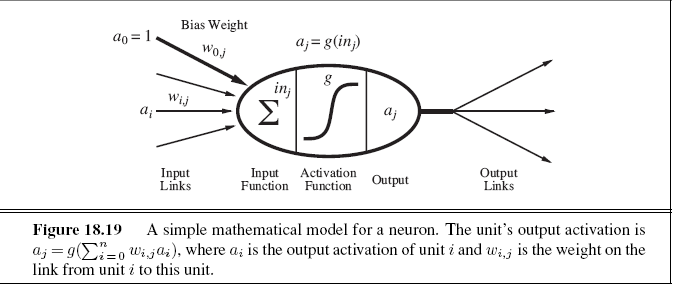 Bias Weight
a₀ = 1
w₀,ⱼ
aⱼ = g(inⱼ)
inⱼ
g
wᵢ,ⱼ
aᵢ
Σ
aⱼ
Input Links
Input Function
Activation Function
Output
Output Links
Figure 18.19 A simple mathematical model for a neuron. The unit's output activation is
aⱼ = g(∑ⁿᵢ₌₀ wᵢ,ⱼaᵢ), where aᵢ is the output activation of unit i and wᵢ,ⱼ is the weight on the
link from unit i to this unit.